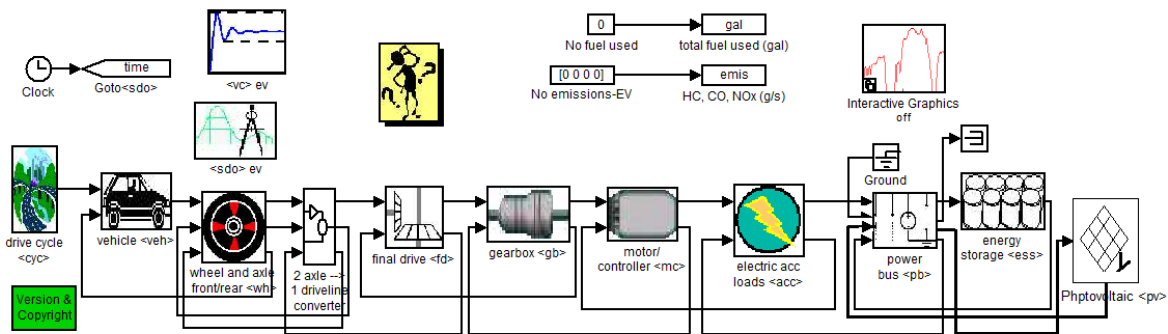 0
No fuel used
gal
total fuel used (gal)
time
Clock
Goto<sdo>
<vc> ev
[0 0 0 0]
No emissions-EV
emis
HC, CO, NOx (g/s)
Interactive Graphics
off
<sdo> ev
Ground
drive cycle
<cyc>
vehicle <veh>
wheel and axle
front/rear <wh>
2 axle -->
1 driveline
converter
final drive <fd>
gearbox <gb>
motor/
controller <mc>
electric acc
loads <acc>
power
bus <pb>
energy
storage <ess>
Phptovoltaic <pv>
Version &
Copyright